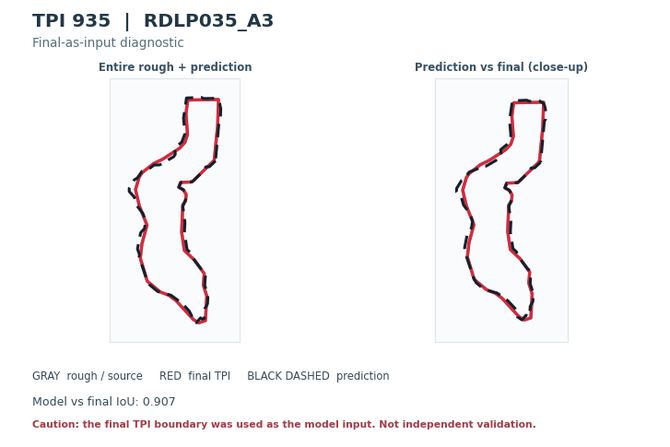 TPI 935 | RDLP035_A3
Final-as-input diagnostic
Entire rough + prediction
Prediction vs final (close-up)
GRAY rough / source RED final TPI BLACK DASHED prediction
Model vs final IoU: 0.907
Caution: the final TPI boundary was used as the model input. Not independent validation.